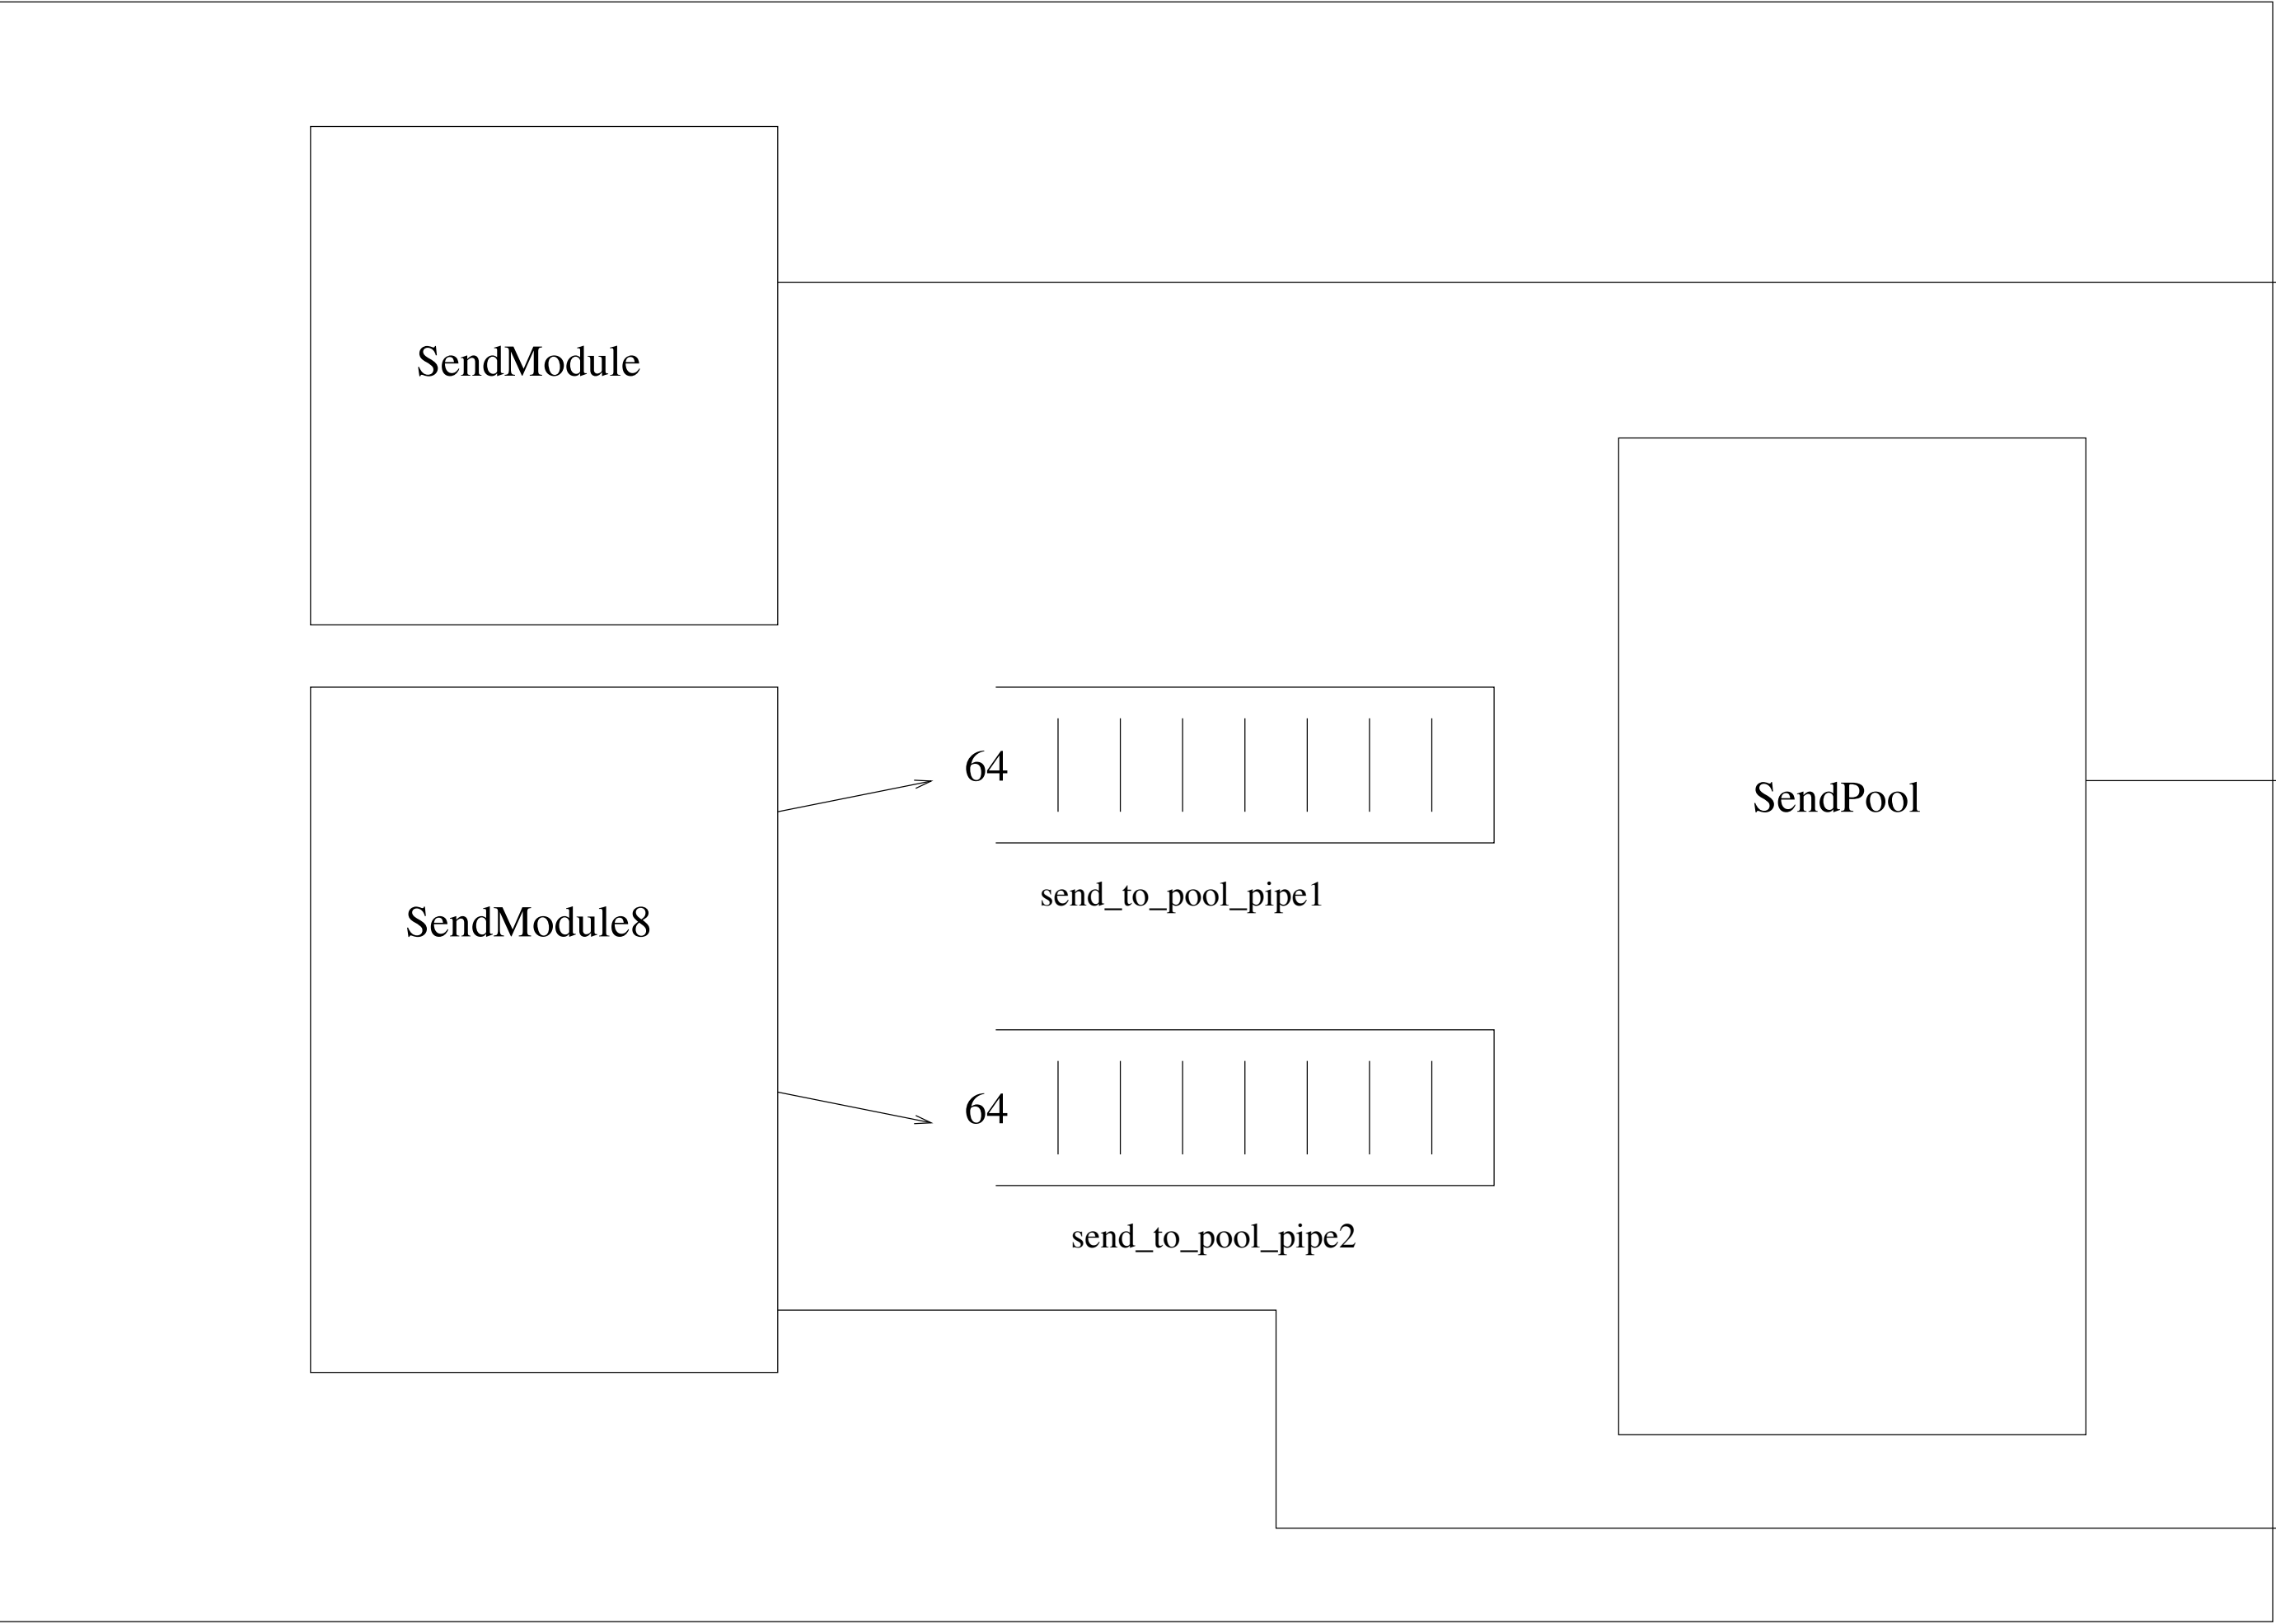 SendModule
64
SendPool
send_to_pool_pipe1
SendModule8
64
send_to_pool_pipe2